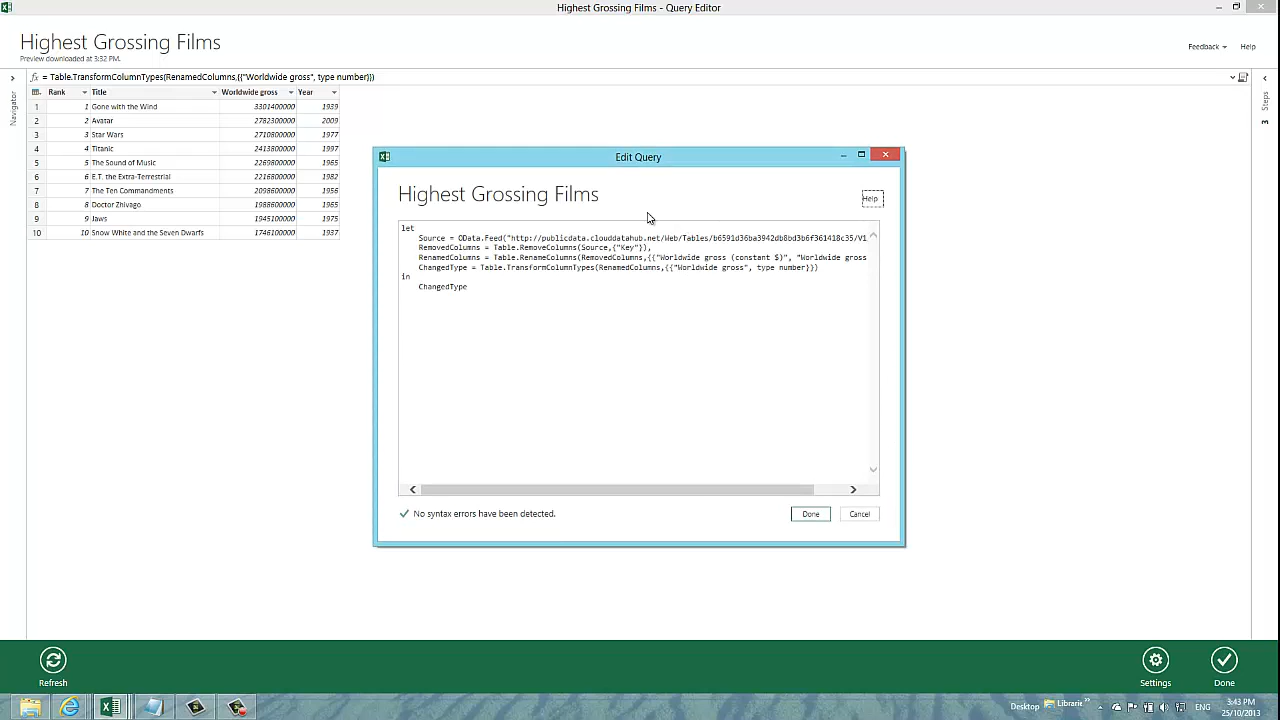 Highest Grossing Films - Query Editor
Highest Grossing Films
Preview downloaded at 3:32 PM.
Feedback Help
fx = Table.TransformColumnTypes(RenamedColumns,{{"Worldwide gross", type number}})
Navigator
Rank Title Worldwide gross Year
1 1 Gone with the Wind 3301400000 1939
2 2 Avatar 2782300000 2009
3 3 Star Wars 2710800000 1977
4 4 Titanic 2413800000 1997
5 5 The Sound of Music 2269800000 1965
6 6 E.T. the Extra-Terrestrial 2216800000 1982
7 7 The Ten Commandments 2098600000 1956
8 8 Doctor Zhivago 1988600000 1965
9 9 Jaws 1945100000 1975
10 10 Snow White and the Seven Dwarfs 1746100000 1937
Steps
3
Edit Query
Highest Grossing Films
Help
let
Source = OData.Feed("http://publicdata.clouddatahub.net/Web/Tables/b6591d36ba3942db8bd3b6f361418c35/V1
RemovedColumns = Table.RemoveColumns(Source,{"Key"}),
RenamedColumns = Table.RenameColumns(RemovedColumns,{{"Worldwide gross (constant $)", "Worldwide gross
ChangedType = Table.TransformColumnTypes(RenamedColumns,{{"Worldwide gross", type number}})
in
ChangedType
No syntax errors have been detected.
Done Cancel
Refresh
Settings
Done
Desktop
Librarie
ENG
3:43 PM
25/10/2013